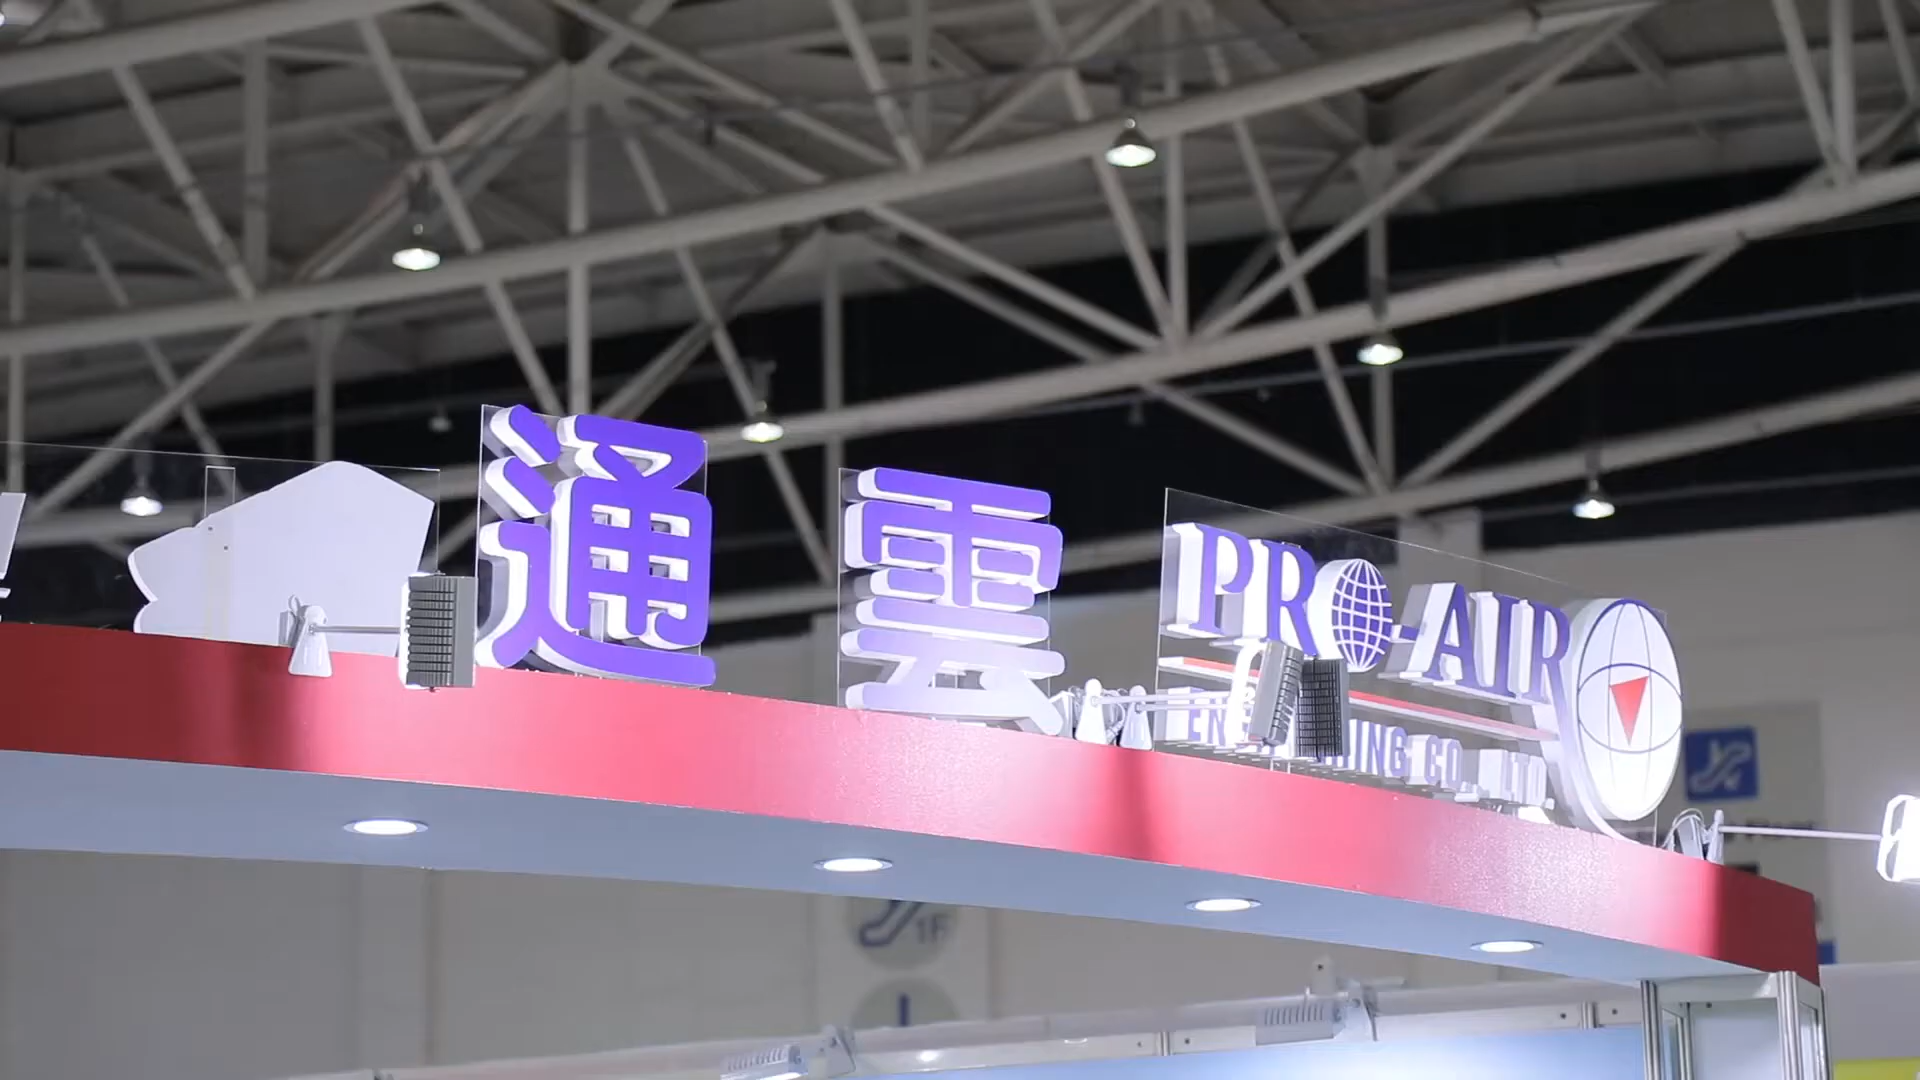 通雲
PRO-AIR
CO., LTD.
1F